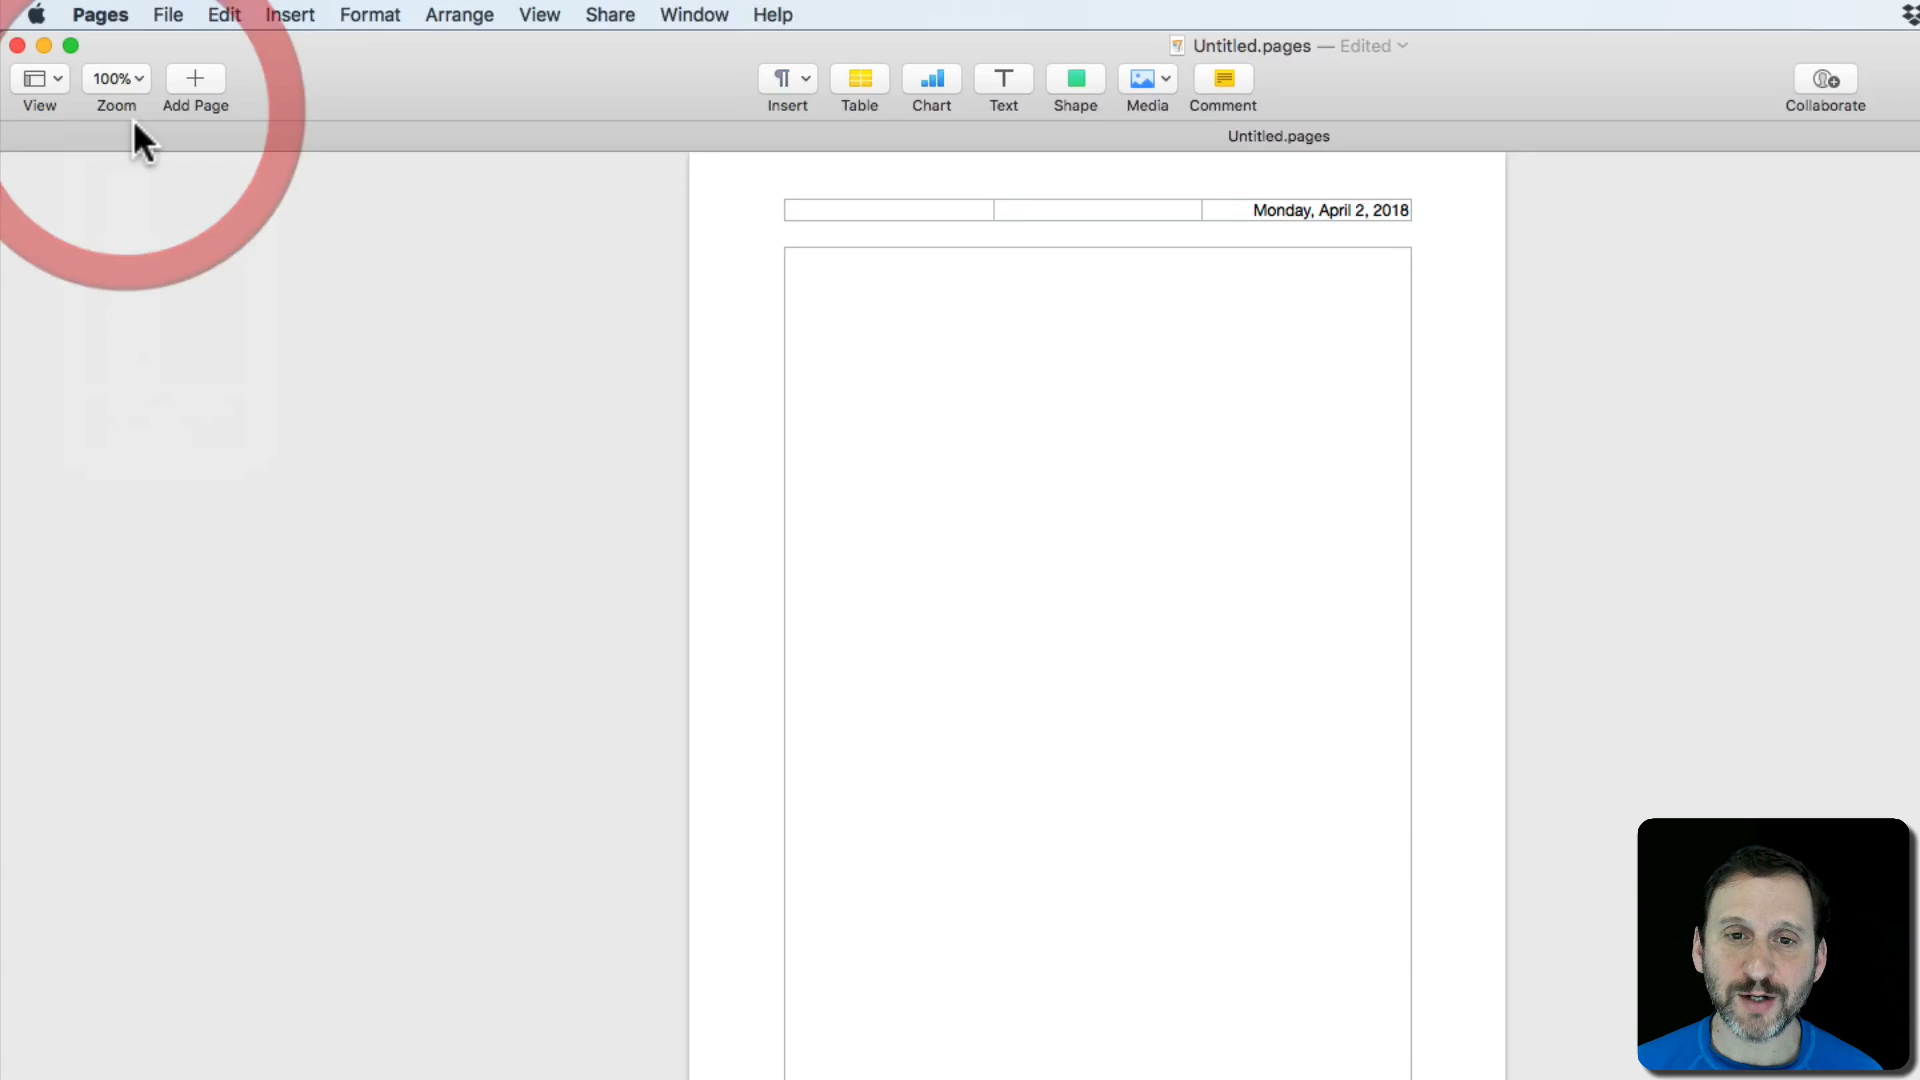 Pages File Edit Insert Format Arrange View Share Window Help
Untitled.pages — Edited
100%
View Zoom Add Page Insert Table Chart Text Shape Media Comment Collaborate
Untitled.pages
Monday, April 2, 2018